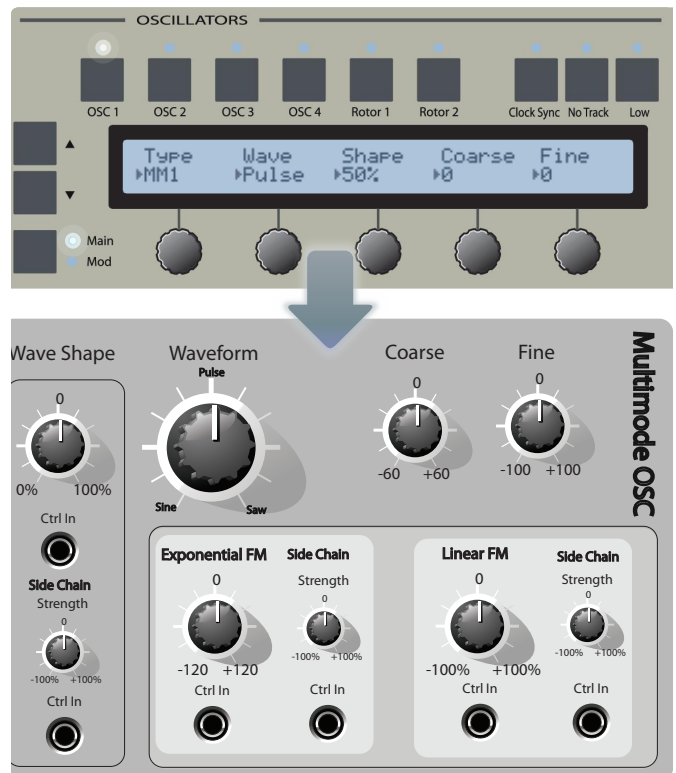 OSCILLATORS
OSC 1 OSC 2 OSC 3 OSC 4 Rotor 1 Rotor 2 Clock Sync No Track Low
▲
Type Wave Shape Coarse Fine
▸MM1 ▸Pulse ▸50% ▸0 ▸0
▼
Main
Mod
Wave Shape Waveform Coarse Fine
Multimode OSC
Pulse
0 0 0
-60 +60 -100 +100
0% 100%
Sine Saw
Ctrl In
Exponential FM Side Chain Linear FM Side Chain
Side Chain
Strength
0
-100% +100%
Ctrl In
0
-120 +120
Ctrl In
Strength
0
-100% +100%
Ctrl In
0
-100% +100%
Ctrl In
Strength
0
-100% +100%
Ctrl In